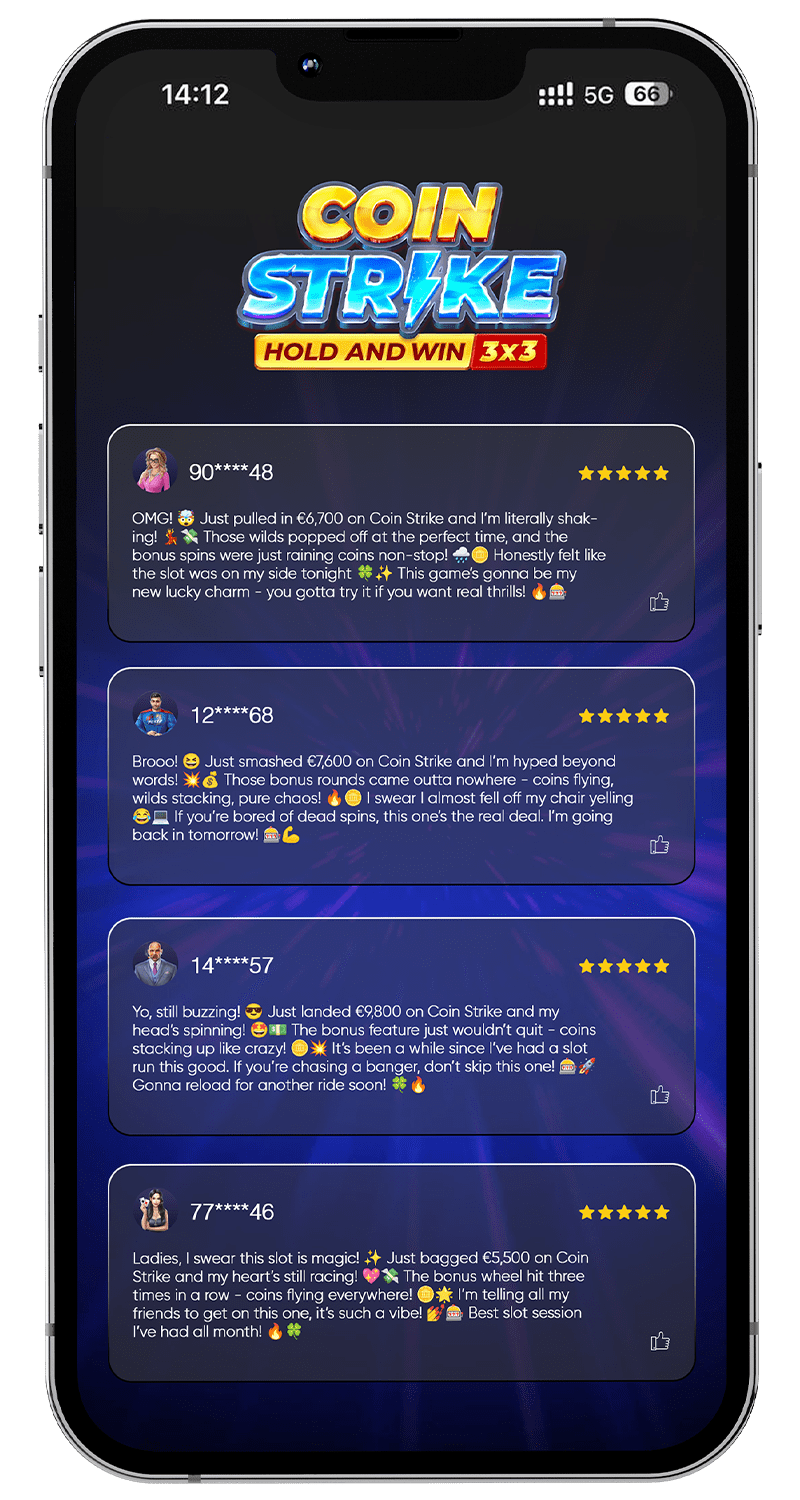 14:12
5G 66
COIN
STRIKE
HOLD AND WIN 3x3
90****48
OMG! 🤯 Just pulled in €6,700 on Coin Strike and I'm literally shak-
ing! 💃💸 Those wilds popped off at the perfect time, and the
bonus spins were just raining coins non-stop! 🌧️🪙 Honestly felt like
the slot was on my side tonight 🍀✨ This game's gonna be my
new lucky charm - you gotta try it if you want real thrills! 🔥🎰
12****68
Brooo! 😆 Just smashed €7,600 on Coin Strike and I'm hyped beyond
words! 💥💰 Those bonus rounds came outta nowhere - coins flying,
wilds stacking, pure chaos! 🔥🪙 I swear I almost fell off my chair yelling
😂💻 If you're bored of dead spins, this one's the real deal. I'm going
back in tomorrow! 🎰💪
14****57
Yo, still buzzing! 😎 Just landed €9,800 on Coin Strike and my
head's spinning! 🤩💵 The bonus feature just wouldn't quit - coins
stacking up like crazy! 🪙💥 It's been a while since I've had a slot
run this good. If you're chasing a banger, don't skip this one! 🎰🚀
Gonna reload for another ride soon! 🍀🔥
77****46
Ladies, I swear this slot is magic! ✨ Just bagged €5,500 on Coin
Strike and my heart's still racing! 💖💸 The bonus wheel hit three
times in a row - coins flying everywhere! 🪙🌟 I'm telling all my
friends to get on this one, it's such a vibe! 💅🎰 Best slot session
I've had all month! 🔥🍀